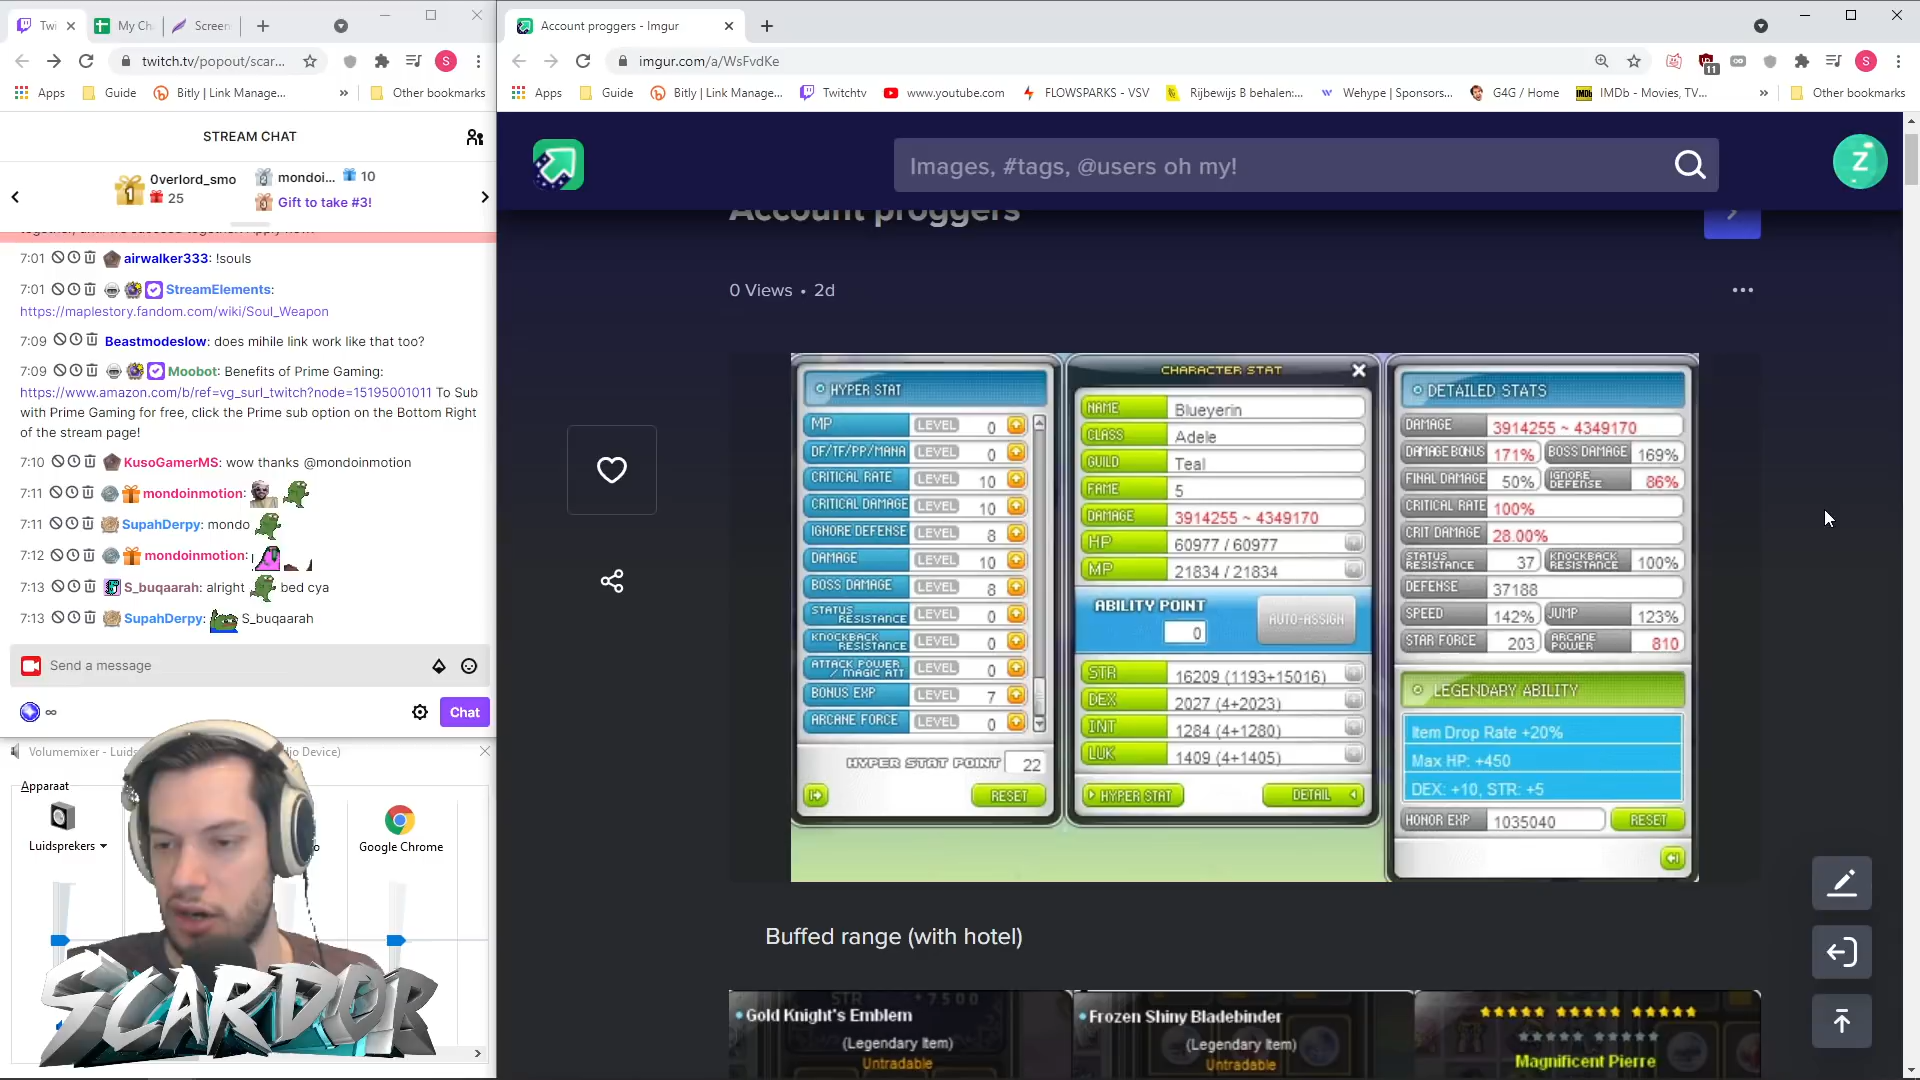 Twi
My Ch
Screen
twitch.tv/popout/scar...
S
Apps
Guide
Bitly | Link Manage...
»
Other bookmarks
STREAM CHAT
1
0verlord_smo
25
mondoi... 10
Gift to take #3!
7:01 airwalker333: !souls
7:01 StreamElements:
https://maplestory.fandom.com/wiki/Soul_Weapon
7:09 Beastmodeslow: does mihile link work like that too?
7:09 Moobot: Benefits of Prime Gaming:
https://www.amazon.com/b/ref=vg_surl_twitch?node=15195001011 To Sub
with Prime Gaming for free, click the Prime sub option on the Bottom Right
of the stream page!
7:10 KusoGamerMS: wow thanks @mondoinmotion
7:11 mondoinmotion:
7:11 SupahDerpy: mondo
7:12 mondoinmotion:
7:13 S_buqaarah: alright bed cya
7:13 SupahDerpy: S_buqaarah
Send a message
∞
Chat
Volumemixer - Luids
io Device)
Apparaat
Luidsprekers
Google Chrome
SCARDOR
Account proggers - Imgur
imgur.com/a/WsFvdKe
11
S
Apps
Guide
Bitly | Link Manage...
Twitchtv
www.youtube.com
FLOWSPARKS - VSV
Rijbewijs B behalen:...
Wehype | Sponsors...
G4G / Home
IMDb
IMDb - Movies, TV...
»
Other bookmarks
Images, #tags, @users oh my!
Z
Account proggers
0 Views • 2d
HYPER STAT
MP LEVEL 0
DF/TF/PP/MANA LEVEL 0
CRITICAL RATE LEVEL 10
CRITICAL DAMAGE LEVEL 10
IGNORE DEFENSE LEVEL 8
DAMAGE LEVEL 10
BOSS DAMAGE LEVEL 8
STATUS RESISTANCE LEVEL 0
KNOCKBACK RESISTANCE LEVEL 0
ATTACK POWER / MAGIC ATT LEVEL 0
BONUS EXP LEVEL 7
ARCANE FORCE LEVEL 0
HYPER STAT POINT 22
RESET
CHARACTER STAT
NAME Blueyerin
CLASS Adele
GUILD Teal
FAME 5
DAMAGE 3914255 ~ 4349170
HP 60977 / 60977
MP 21834 / 21834
ABILITY POINT
0
AUTO-ASSIGN
STR 16209 (1193+15016)
DEX 2027 (4+2023)
INT 1284 (4+1280)
LUK 1409 (4+1405)
HYPER STAT
DETAIL
DETAILED STATS
DAMAGE 3914255 ~ 4349170
DAMAGE BONUS 171% BOSS DAMAGE 169%
FINAL DAMAGE 50% IGNORE DEFENSE 86%
CRITICAL RATE 100%
CRIT DAMAGE 28.00%
STATUS RESISTANCE 37 KNOCKBACK RESISTANCE 100%
DEFENSE 37188
SPEED 142% JUMP 123%
STAR FORCE 203 ARCANE POWER 810
LEGENDARY ABILITY
Item Drop Rate +20%
Max HP: +450
DEX: +10, STR: +5
HONOR EXP 1035040 RESET
Buffed range (with hotel)
STR +7500
Gold Knight's Emblem
(Legendary Item)
Untradable
Frozen Shiny Bladebinder
(Legendary Item)
Untradable
Magnificent Pierre